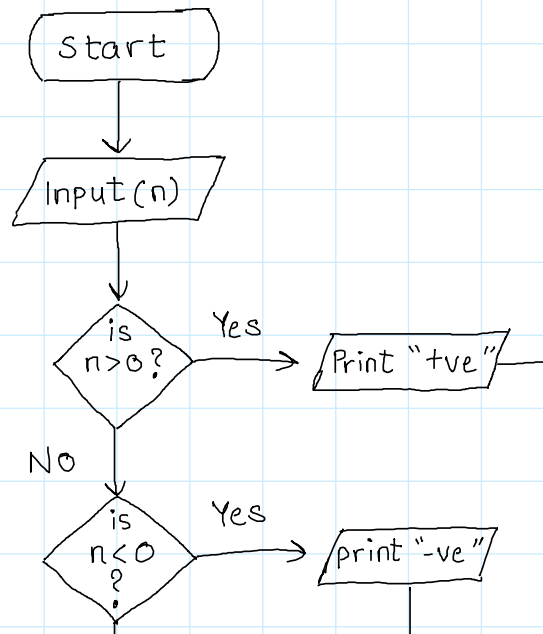 Start
Input (n)
is
n>0?
Yes
Print "+ve"
NO
is
n<0
?
Yes
print "-ve"